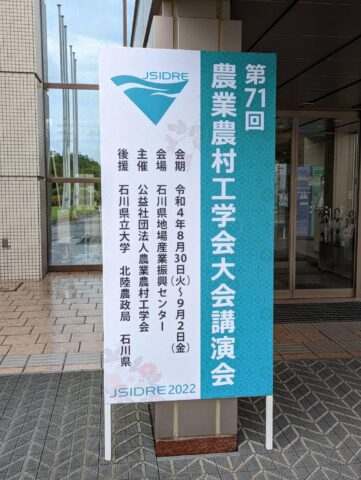 JSIDRE
第71回
農業農村工学会大会講演会
会期 令和4年8月30日(火)～9月2日(金)
会場 石川県地場産業振興センター
主催 公益社団法人農業農村工学会
後援 石川県立大学 北陸農政局 石川県
JSIDRE2022